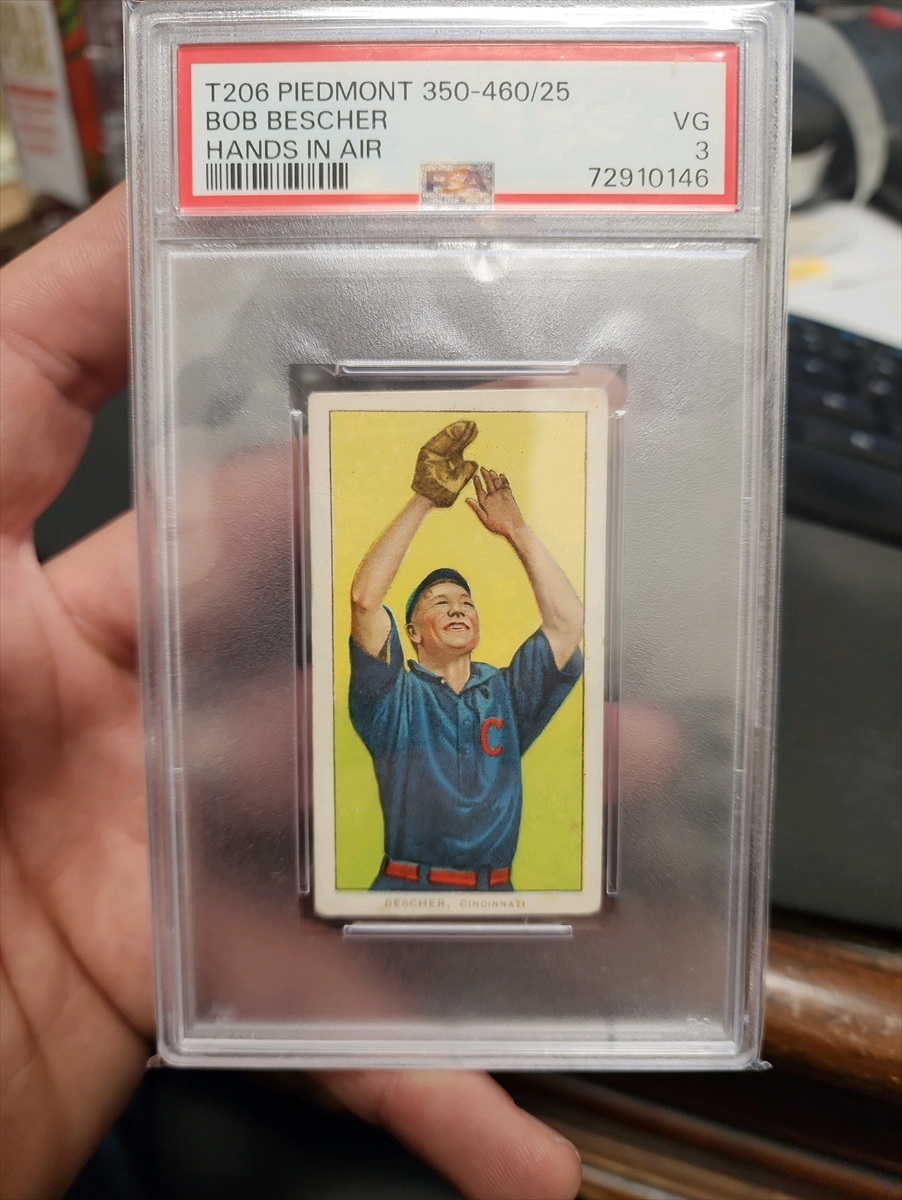 T206 PIEDMONT 350-460/25
BOB BESCHER VG
HANDS IN AIR 3
72910146
PSA
C
BESCHER, CINCINNATI